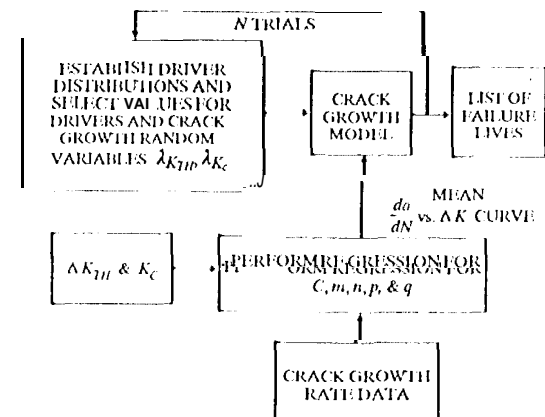 N TRIALS
ESTABLISH DRIVER
DISTRIBUTIONS AND
SELECT VALUES FOR
DRIVERS AND CRACK
GROWTH RANDOM
VARIABLES λ_{K_{TH}}, λ_{K_c}
CRACK
GROWTH
MODEL
LIST OF
FAILURE
LIVES
MEAN
da/dN vs. Δ K CURVE
Δ K_{TH} & K_C
PERFORM REGRESSION FOR
C, m, n, p, & q
CRACK GROWTH
RATE DATA